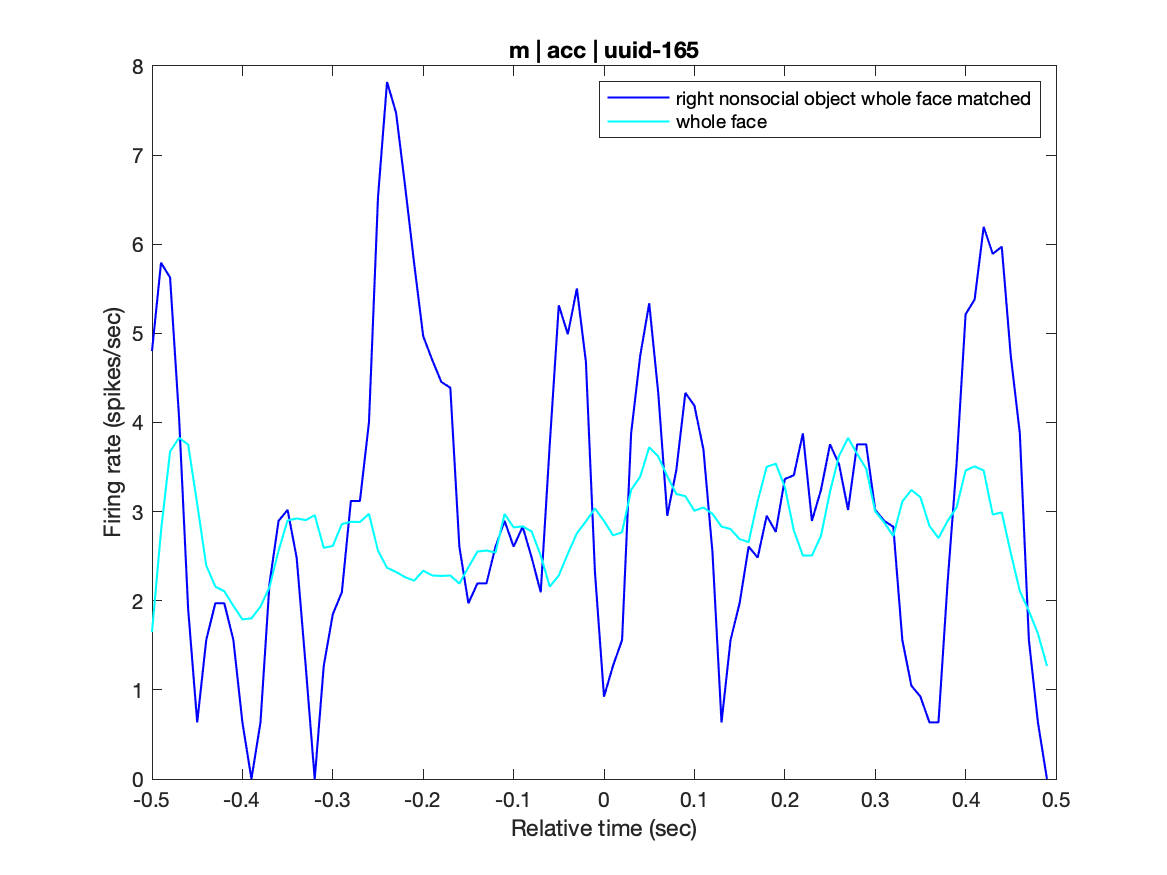 m | acc | uuid-165
right nonsocial object whole face matched
whole face
8
7
6
5
4
3
2
1
0
Firing rate (spikes/sec)
-0.5 -0.4 -0.3 -0.2 -0.1 0 0.1 0.2 0.3 0.4 0.5
Relative time (sec)